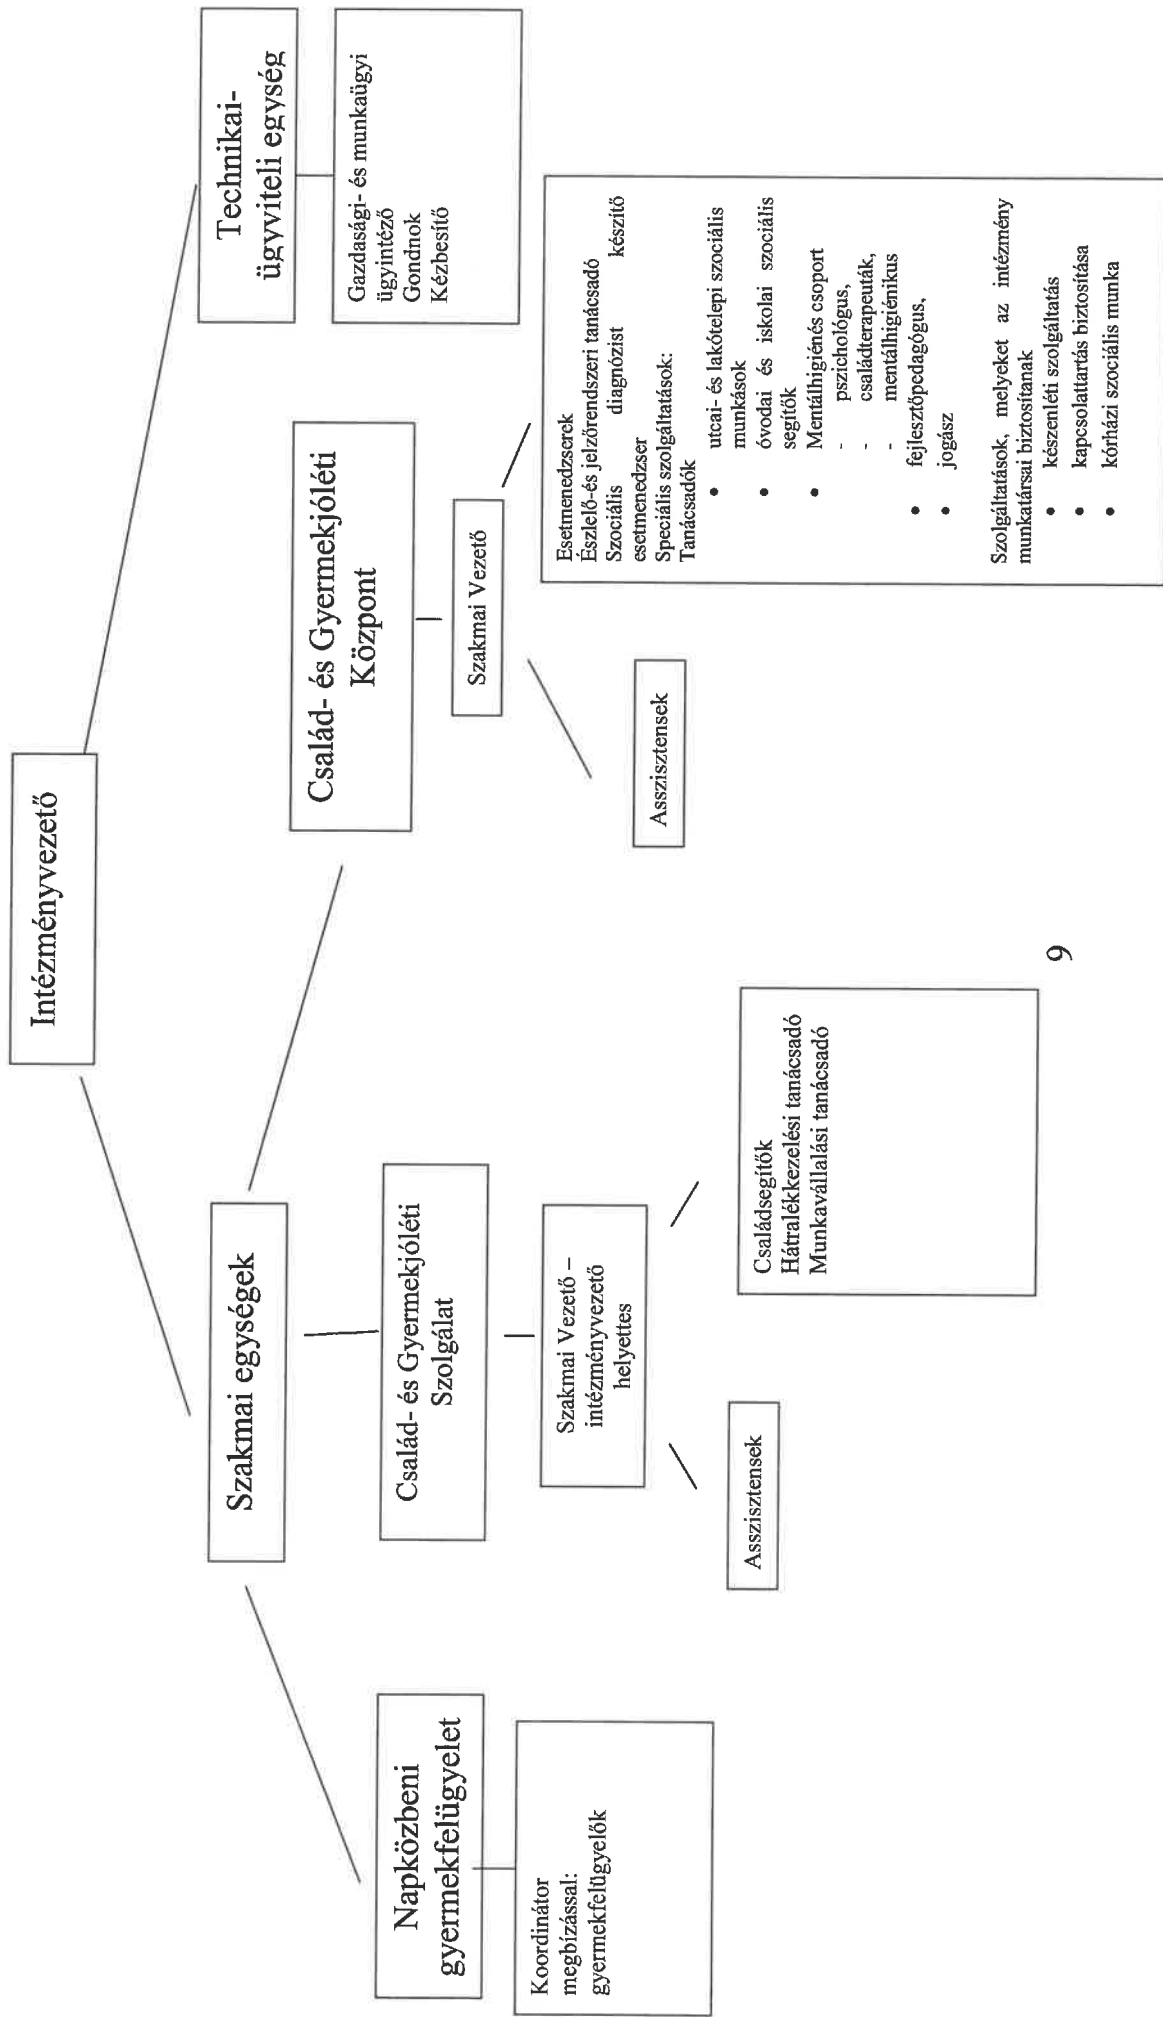 Intézményvezető
Szakmai egységek
Technikai-
ügyviteli egység
Gazdasági- és munkaügyi
ügyintéző
Gondnok
Kézbesítő
Napközbeni
gyermekfelügyelet
Koordinátor
megbízással:
gyermekfelügyelők
Család- és Gyermekjóléti
Szolgálat
Szakmai Vezető –
intézményvezető
helyettes
Asszisztensek
Családsegítők
Hátralékkezelési tanácsadó
Munkavállalási tanácsadó
Család- és Gyermekjóléti
Központ
Szakmai Vezető
Asszisztensek
Esetmenedzserek
Észlelő-és jelzőrendszeri tanácsadó
Szociális diagnózist készítő
esetmenedzser
Speciális szolgáltatások:
Tanácsadók
• utcai- és lakótelepi szociális
munkások
• óvodai és iskolai szociális
segítők
• Mentálhigiénés csoport
- pszichológus,
- családterapeuták,
- mentálhigiénikus
• fejlesztőpedagógus,
• jogász
Szolgáltatások, melyeket az intézmény
munkatársai biztosítanak
• készenléti szolgáltatás
• kapcsolattartás biztosítása
• kórházi szociális munka
9